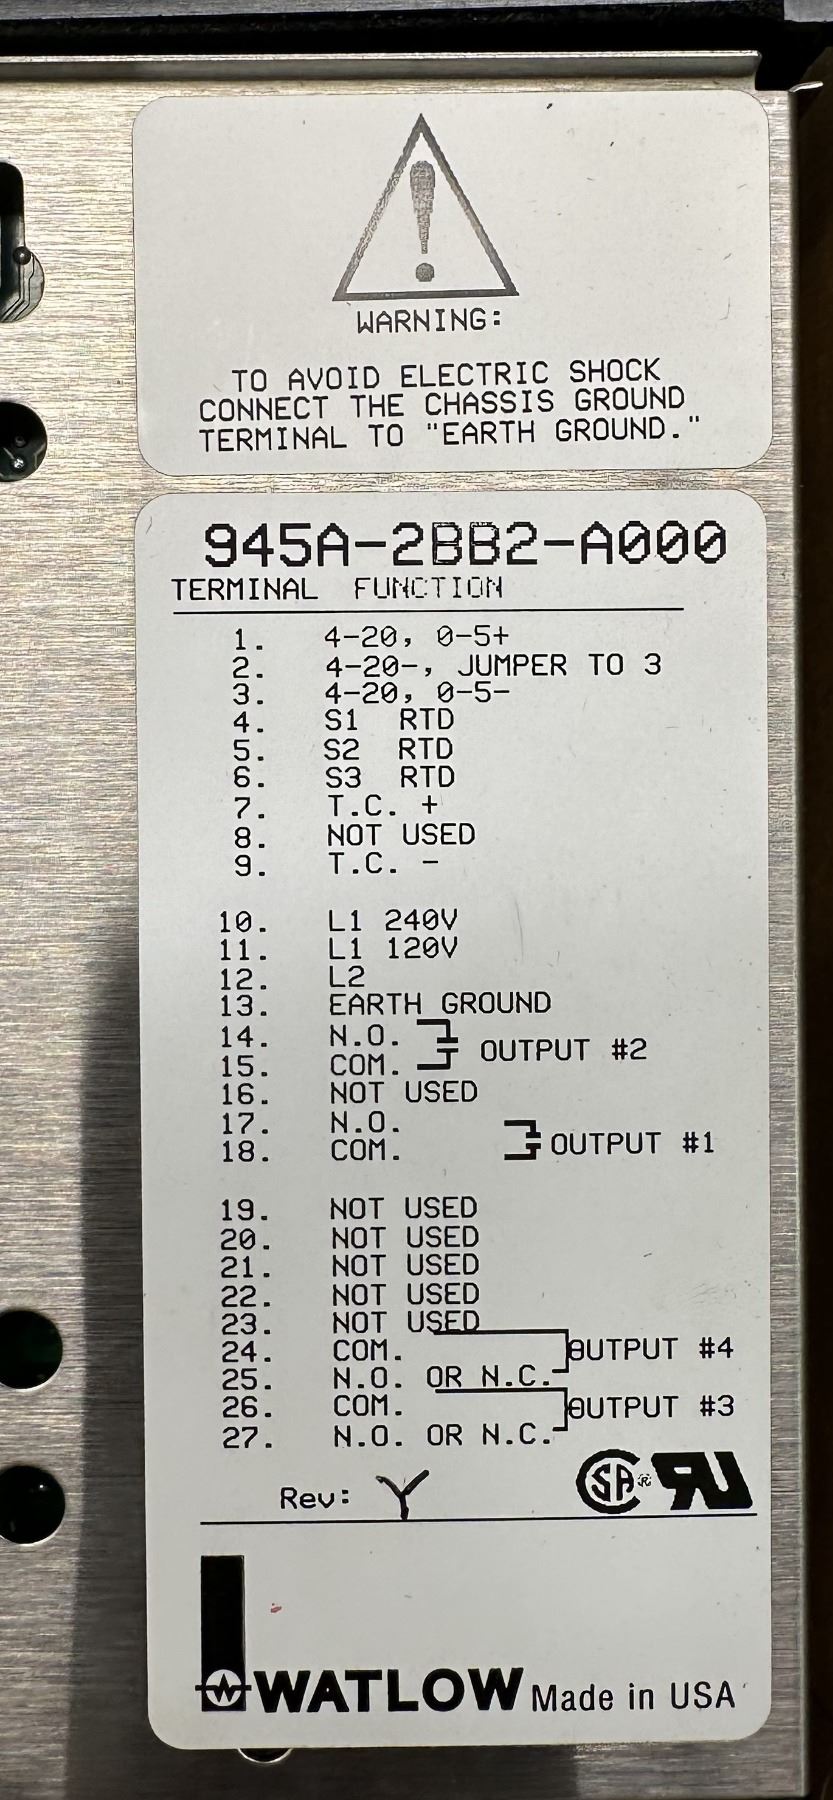 WARNING:
TO AVOID ELECTRIC SHOCK
CONNECT THE CHASSIS GROUND
TERMINAL TO "EARTH GROUND."
945A-2BB2-A000
TERMINAL FUNCTION
1. 4-20, 0-5+
2. 4-20-, JUMPER TO 3
3. 4-20, 0-5-
4. S1 RTD
5. S2 RTD
6. S3 RTD
7. T.C. +
8. NOT USED
9. T.C. -
10. L1 240V
11. L1 120V
12. L2
13. EARTH GROUND
14. N.O.
15. COM. OUTPUT #2
16. NOT USED
17. N.O.
18. COM. OUTPUT #1
19. NOT USED
20. NOT USED
21. NOT USED
22. NOT USED
23. NOT USED
24. COM. OUTPUT #4
25. N.O. OR N.C.
26. COM. OUTPUT #3
27. N.O. OR N.C.
Rev: Y SA® RU
WATLOW Made in USA